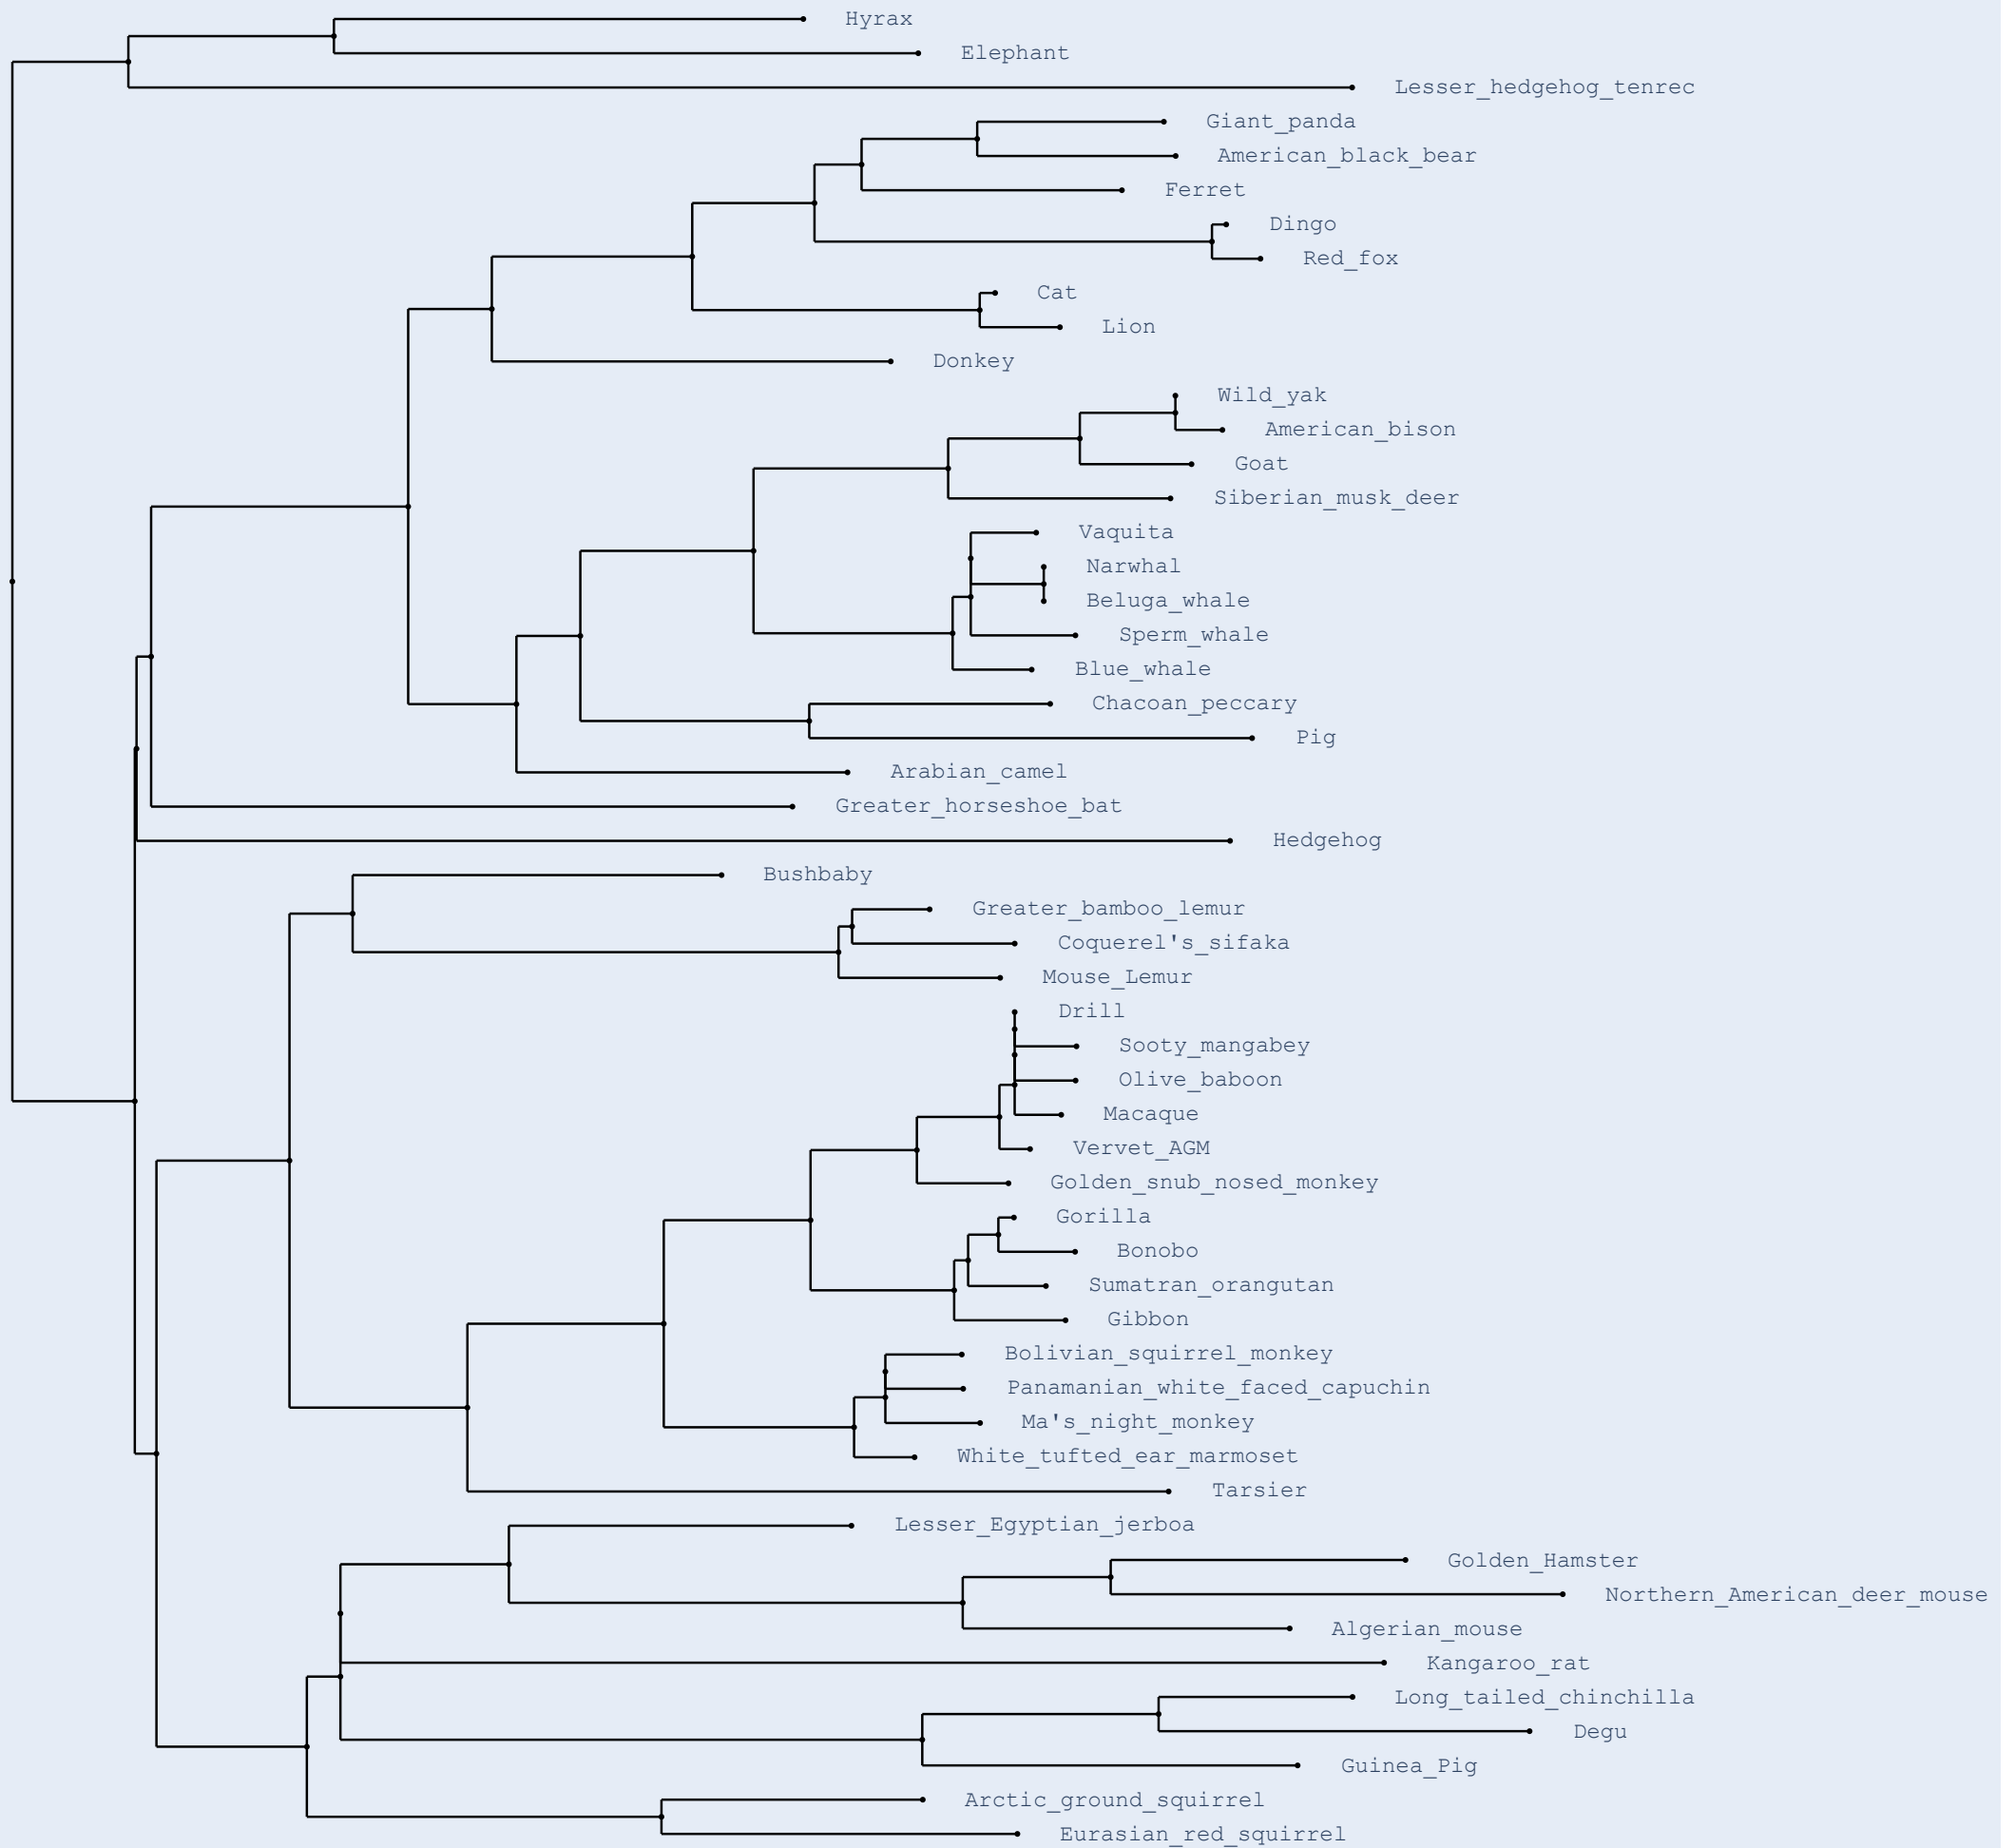 Hyrax
Elephant
Lesser_hedgehog_tenrec
Giant_panda
American_black_bear
Ferret
Dingo
Red_fox
Cat
Lion
Donkey
Wild_yak
American_bison
Goat
Siberian_musk_deer
Vaquita
Narwhal
Beluga_whale
Sperm_whale
Blue_whale
Chacoan_peccary
Pig
Arabian_camel
Greater_horseshoe_bat
Hedgehog
Bushbaby
Greater_bamboo_lemur
Coquerel's_sifaka
Mouse_Lemur
Drill
Sooty_mangabey
Olive_baboon
Macaque
Vervet_AGM
Golden_snub_nosed_monkey
Gorilla
Bonobo
Sumatran_orangutan
Gibbon
Bolivian_squirrel_monkey
Panamanian_white_faced_capuchin
Ma's_night_monkey
White_tufted_ear_marmoset
Tarsier
Lesser_Egyptian_jerboa
Golden_Hamster
Northern_American_deer_mouse
Algerian_mouse
Kangaroo_rat
Long_tailed_chinchilla
Degu
Guinea_Pig
Arctic_ground_squirrel
Eurasian_red_squirrel